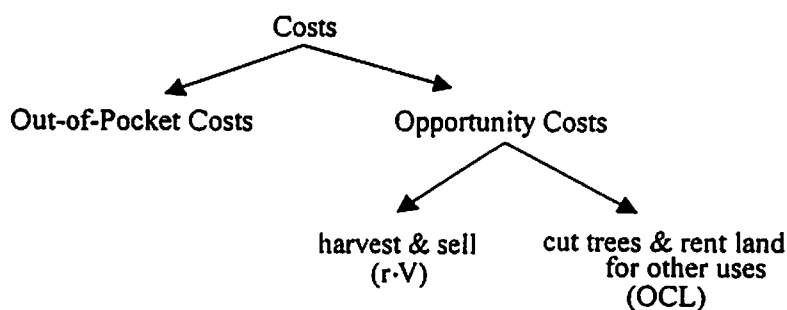 Costs
Out-of-Pocket Costs
Opportunity Costs
harvest & sell
(r·V)
cut trees & rent land
for other uses
(OCL)